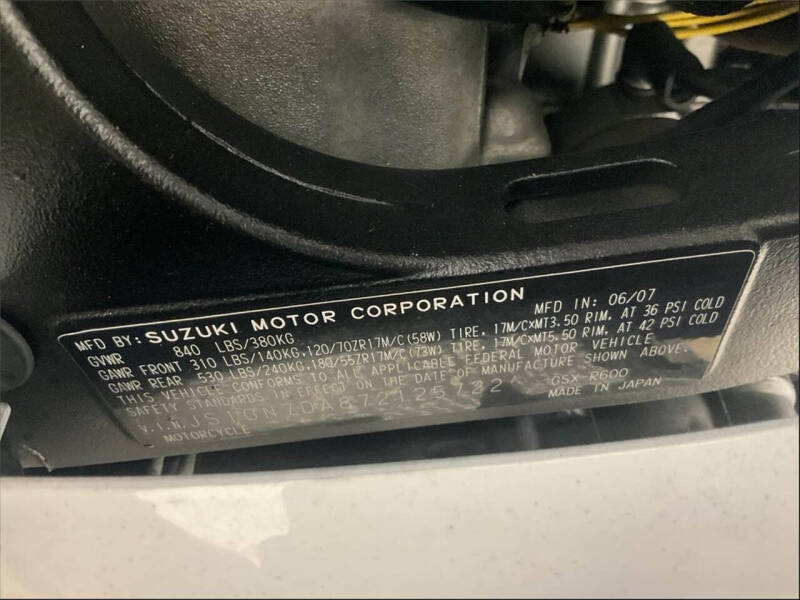 MFD BY: SUZUKI MOTOR CORPORATION MFD IN: 06/07
GVWR 840 LBS/380KG
GAWR FRONT 310 LBS/140KG, 120/70ZR17M/C(58W) TIRE, 17M/C×MT3.50 RIM, AT 36 PSI COLD
GAWR REAR 530 LBS/240KG, 180/55ZR17M/C(73W) TIRE, 17M/C×MT5.50 RIM, AT 42 PSI COLD
THIS VEHICLE CONFORMS TO ALL APPLICABLE FEDERAL MOTOR VEHICLE
SAFETY STANDARDS IN EFFECT ON THE DATE OF MANUFACTURE SHOWN ABOVE.
V.I.N. GSX-R600
MOTORCYCLE MADE IN JAPAN